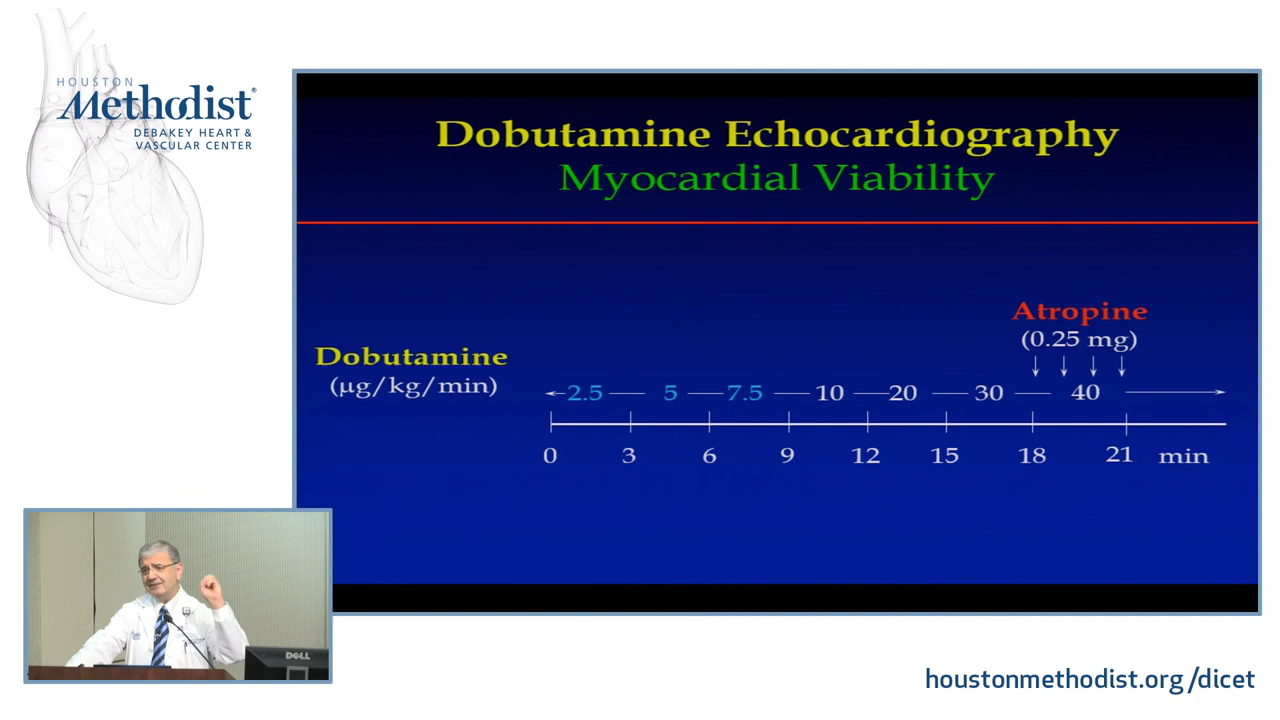 HOUSTON
Methodist®
DEBAKEY HEART &
VASCULAR CENTER
Dobutamine Echocardiography
Myocardial Viability
Atropine
(0.25 mg)
Dobutamine
(μg/kg/min)
2.5 5 7.5 10 20 30 40
0 3 6 9 12 15 18 21 min
DELL
houstonmethodist.org/dicet